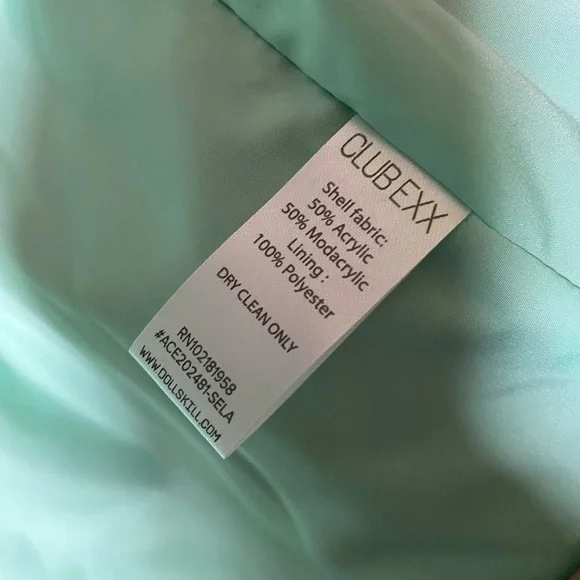 CLUB EXX
Shell fabric:
50% Acrylic
50% Modacrylic
Lining :
100% Polyester
DRY CLEAN ONLY
RN102181958
#ACE202481-SELA
WWW.DOLLSKILL.COM